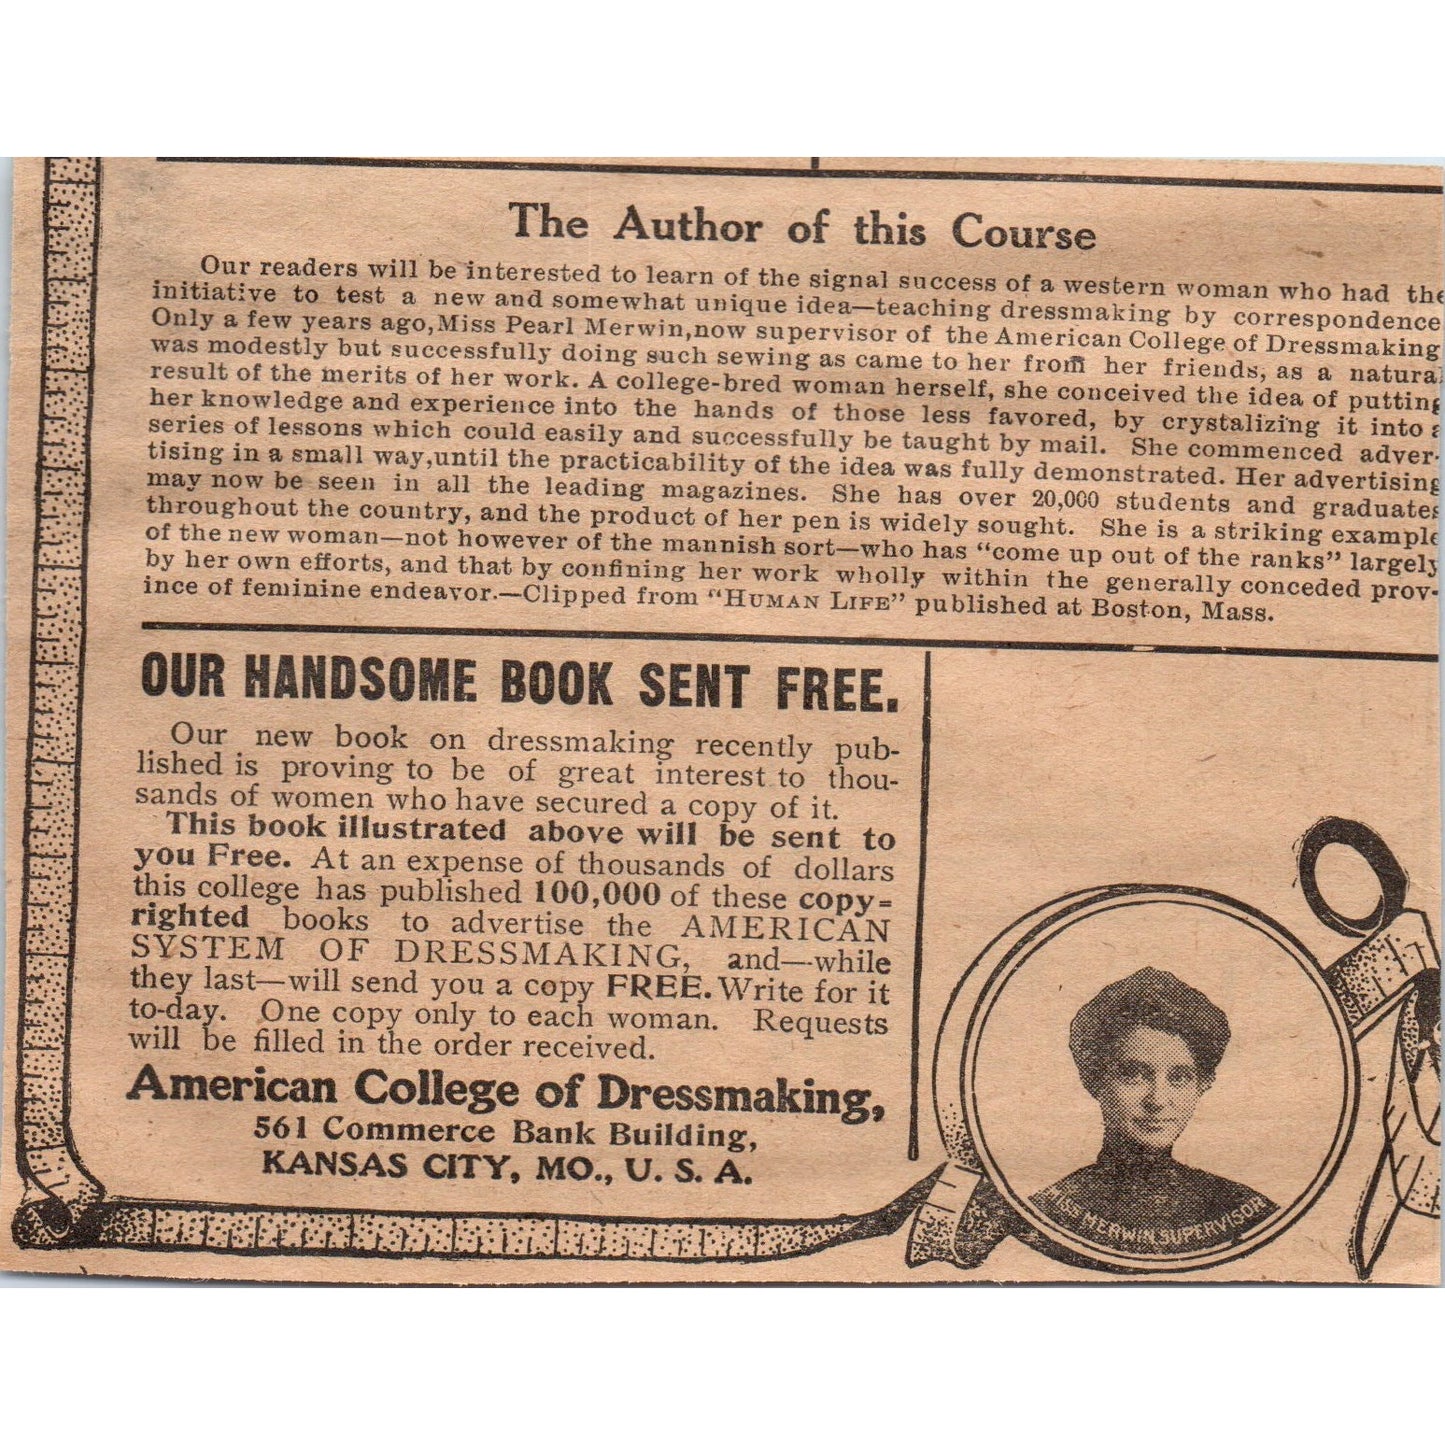 The Author of this Course
Our readers will be interested to learn of the signal success of a western woman who had the
initiative to test a new and somewhat unique idea—teaching dressmaking by correspondence
Only a few years ago,Miss Pearl Merwin,now supervisor of the American College of Dressmaking
was modestly but successfully doing such sewing as came to her from her friends, as a natural
result of the merits of her work. A college-bred woman herself, she conceived the idea of putting
her knowledge and experience into the hands of those less favored, by crystalizing it into a
series of lessons which could easily and successfully be taught by mail. She commenced adver-
tising in a small way,until the practicability of the idea was fully demonstrated. Her advertising
may now be seen in all the leading magazines. She has over 20,000 students and graduates
throughout the country, and the product of her pen is widely sought. She is a striking example
of the new woman—not however of the mannish sort—who has "come up out of the ranks" largely
by her own efforts, and that by confining her work wholly within the generally conceded prov-
ince of feminine endeavor.—Clipped from "HUMAN LIFE" published at Boston, Mass.
OUR HANDSOME BOOK SENT FREE.
Our new book on dressmaking recently pub-
lished is proving to be of great interest to thou-
sands of women who have secured a copy of it.
This book illustrated above will be sent to
you Free. At an expense of thousands of dollars
this college has published 100,000 of these copy=
righted books to advertise the AMERICAN
SYSTEM OF DRESSMAKING, and—while
they last—will send you a copy FREE. Write for it
to-day. One copy only to each woman. Requests
will be filled in the order received.
American College of Dressmaking,
561 Commerce Bank Building,
KANSAS CITY, MO., U. S. A.
MISS MERWIN, SUPERVISOR